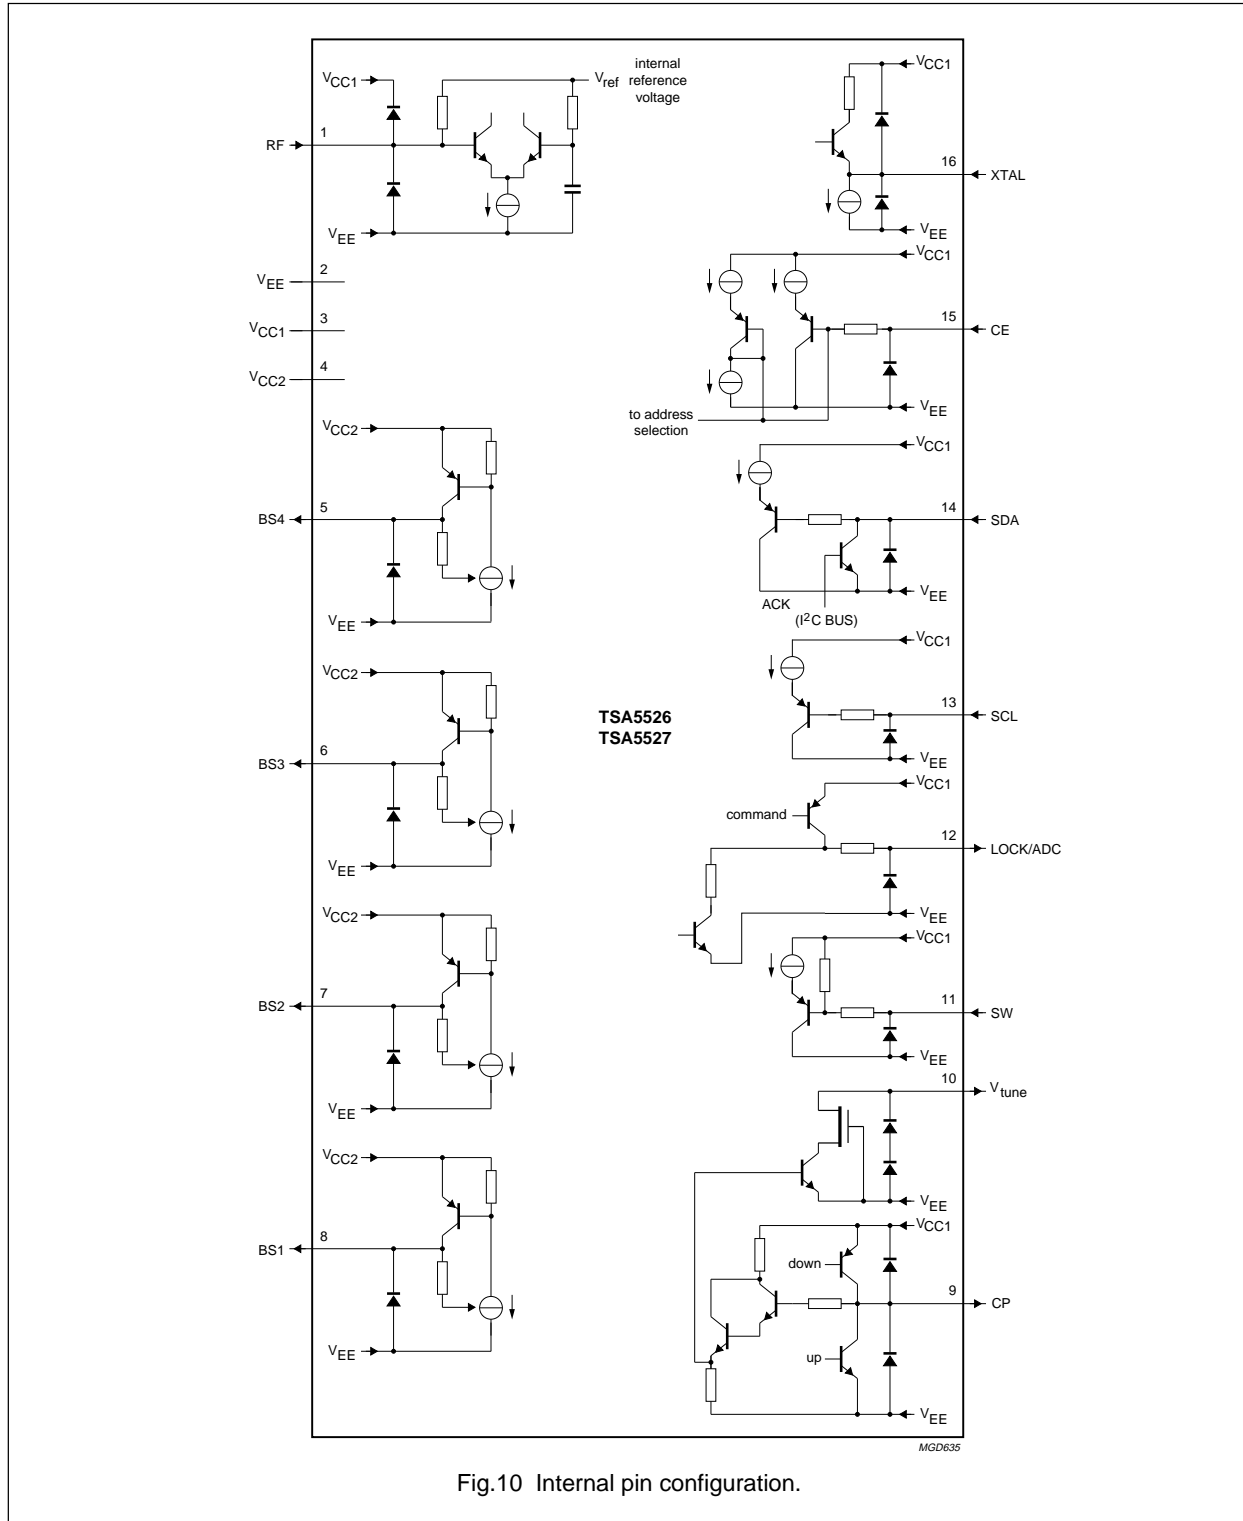 VCC1
internal
Vref reference
voltage
RF
1
VEE
VEE
2
VCC1
3
VCC2
4
VCC2
BS4
5
VEE
VCC2
BS3
6
VEE
VCC2
BS2
7
VEE
VCC2
BS1
8
VEE
TSA5526
TSA5527
VCC1
16
XTAL
VEE
VCC1
15
CE
VEE
to address
selection
VCC1
14
SDA
VEE
ACK
(I²C BUS)
VCC1
13
SCL
VEE
VCC1
command
12
LOCK/ADC
VEE
VCC1
11
SW
VEE
10
Vtune
VEE
VCC1
down
9
CP
up
VEE
MGD635
Fig.10 Internal pin configuration.